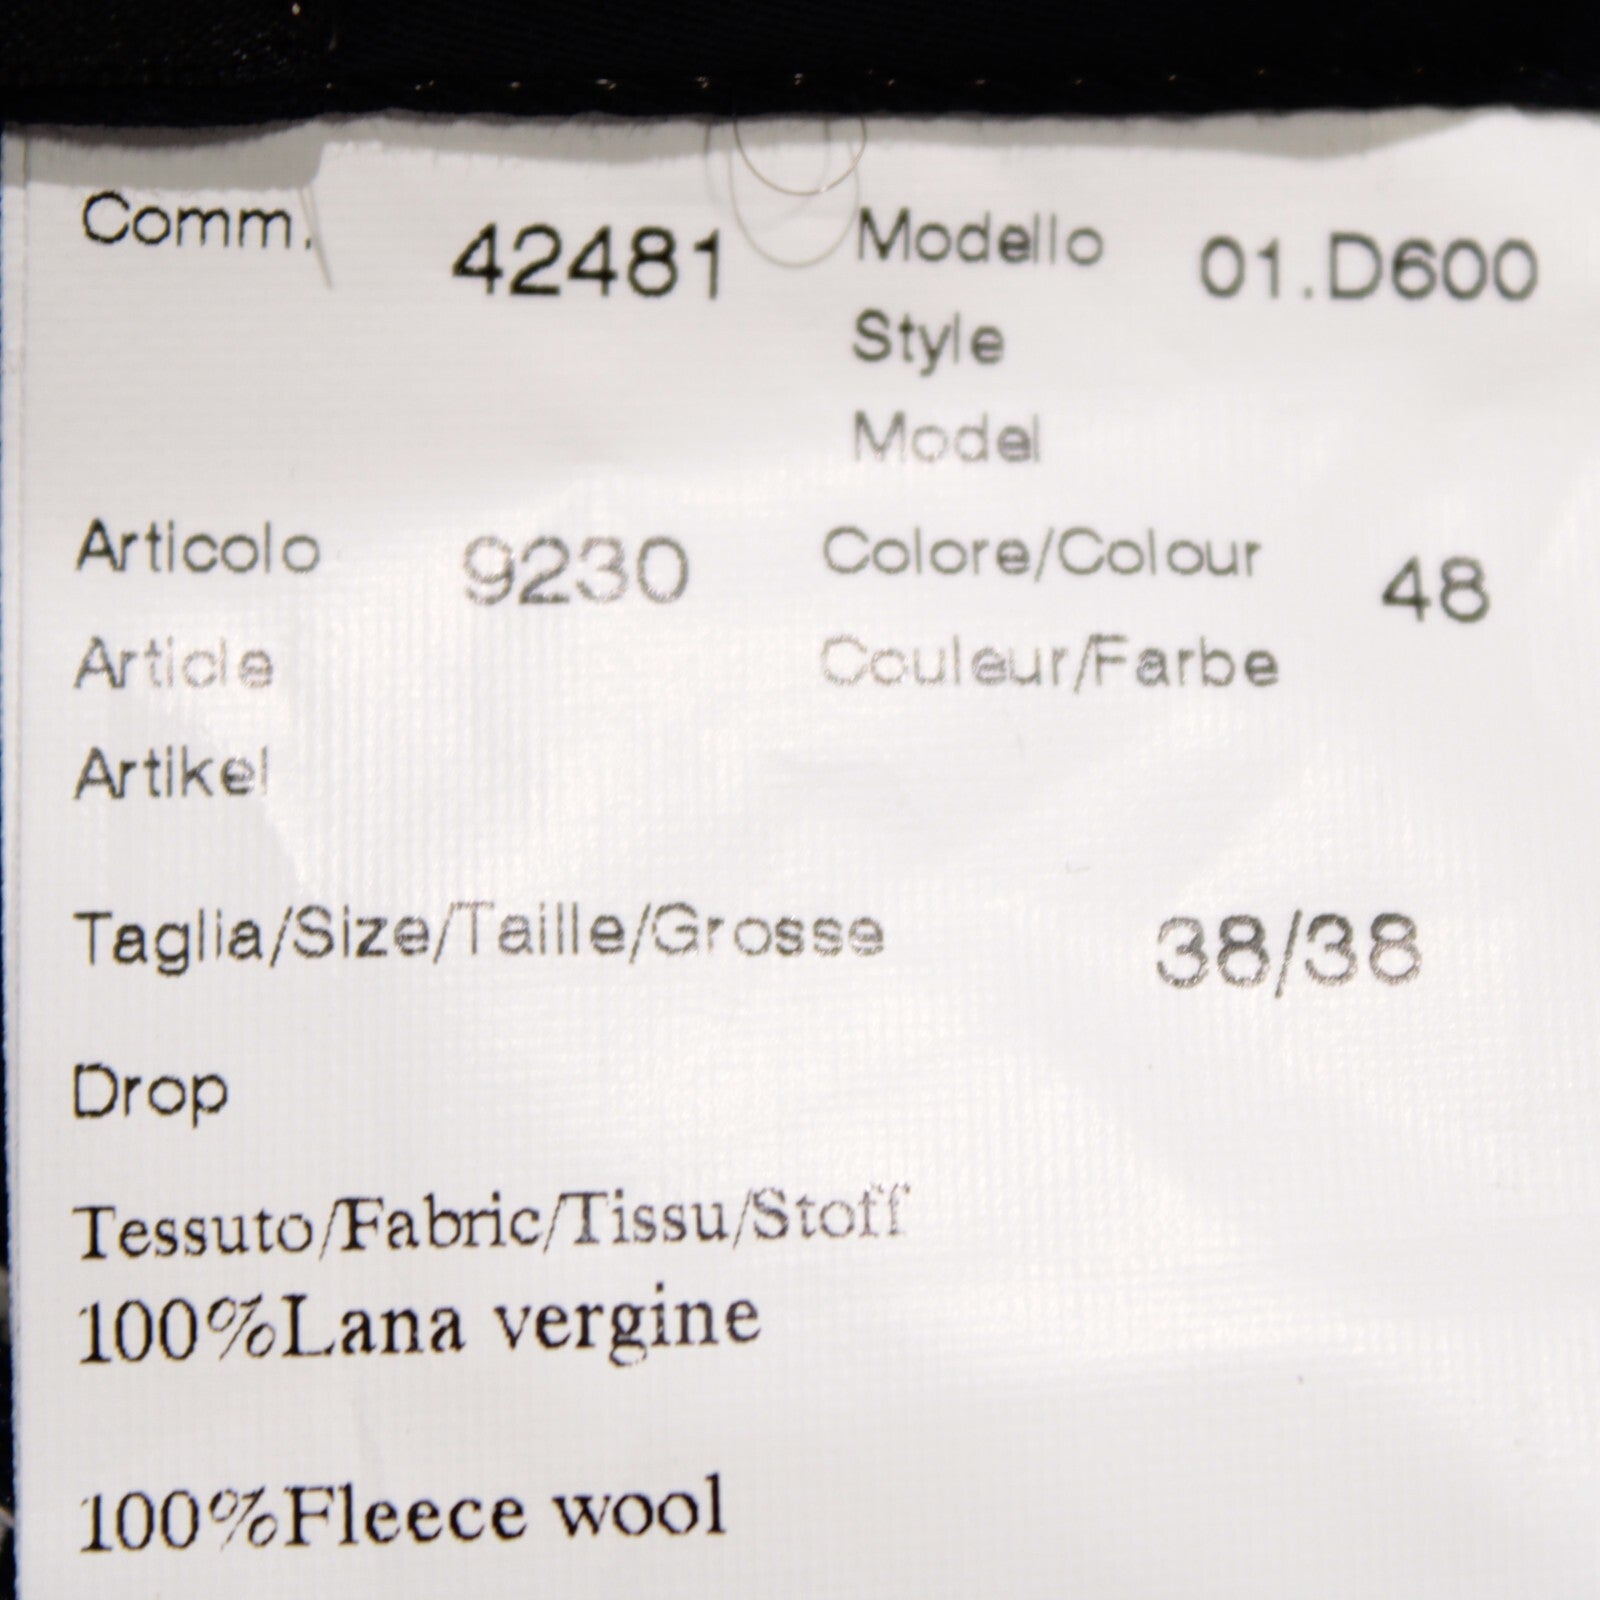 Comm. 42481 Modello 01.D600
Style
Model
Articolo 9230 Colore/Colour 48
Article Couleur/Farbe
Artikel
Taglia/Size/Taille/Grosse 38/38
Drop
Tessuto/Fabric/Tissu/Stoff
100%Lana vergine
100%Fleece wool